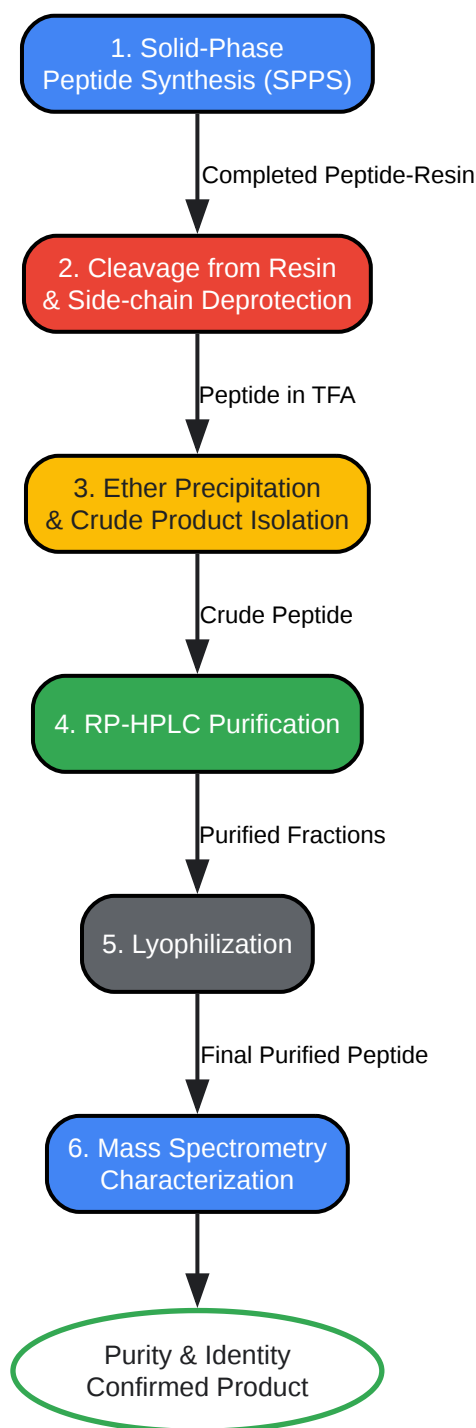 1. Solid-Phase
Peptide Synthesis (SPPS)
Completed Peptide-Resin
2. Cleavage from Resin
& Side-chain Deprotection
Peptide in TFA
3. Ether Precipitation
& Crude Product Isolation
Crude Peptide
4. RP-HPLC Purification
Purified Fractions
5. Lyophilization
Final Purified Peptide
6. Mass Spectrometry
Characterization
Purity & Identity
Confirmed Product